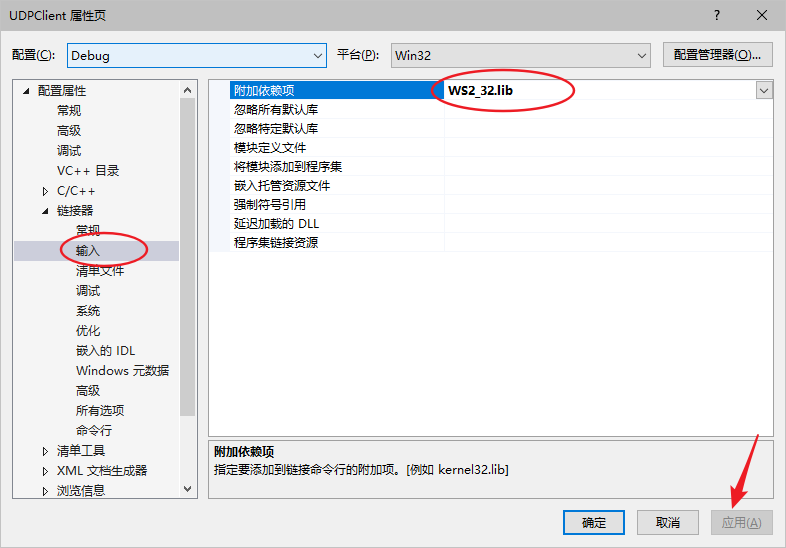 UDPClient 属性页
配置(C): Debug 平台(P): Win32 配置管理器(O)...
配置属性
常规
高级
调试
VC++ 目录
C/C++
链接器
常规
输入
清单文件
调试
系统
优化
嵌入的 IDL
Windows 元数据
高级
所有选项
命令行
清单工具
XML 文档生成器
浏览信息
附加依赖项 WS2_32.lib
忽略所有默认库
忽略特定默认库
模块定义文件
将模块添加到程序集
嵌入托管资源文件
强制符号引用
延迟加载的 DLL
程序集链接资源
附加依赖项
指定要添加到链接命令行的附加项。[例如 kernel32.lib]
确定 取消 应用(A)